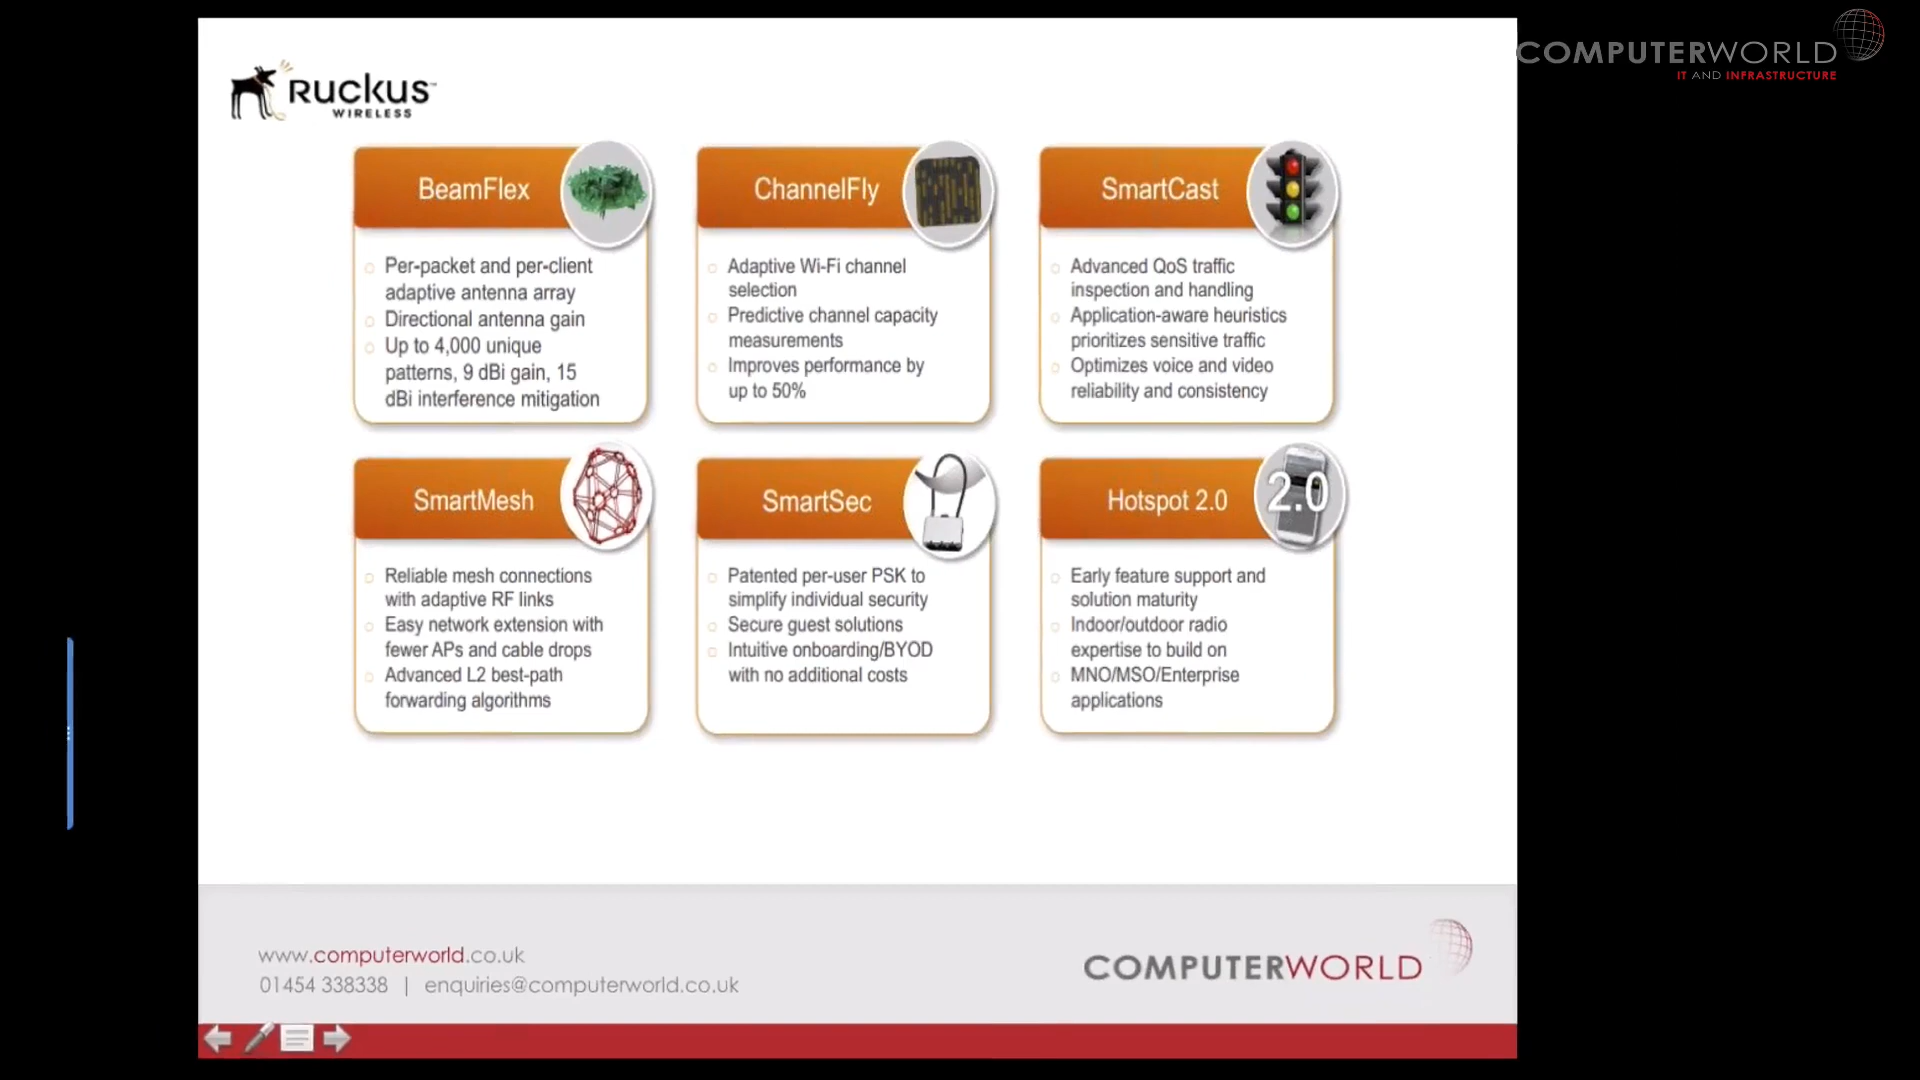 COMPUTERWORLD
IT AND INFRASTRUCTURE
RUCKUS™
WIRELESS
BeamFlex
Per-packet and per-client
adaptive antenna array
Directional antenna gain
Up to 4,000 unique
patterns, 9 dBi gain, 15
dBi interference mitigation
ChannelFly
Adaptive Wi-Fi channel
selection
Predictive channel capacity
measurements
Improves performance by
up to 50%
SmartCast
Advanced QoS traffic
inspection and handling
Application-aware heuristics
prioritizes sensitive traffic
Optimizes voice and video
reliability and consistency
SmartMesh
Reliable mesh connections
with adaptive RF links
Easy network extension with
fewer APs and cable drops
Advanced L2 best-path
forwarding algorithms
SmartSec
Patented per-user PSK to
simplify individual security
Secure guest solutions
Intuitive onboarding/BYOD
with no additional costs
Hotspot 2.0
2.0
Early feature support and
solution maturity
Indoor/outdoor radio
expertise to build on
MNO/MSO/Enterprise
applications
www.computerworld.co.uk
01454 338338 | enquiries@computerworld.co.uk
COMPUTERWORLD